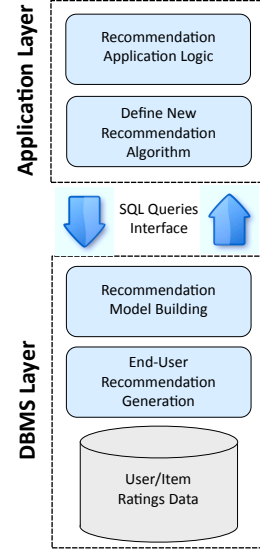 Application Layer
Recommendation
Application Logic
Define New
Recommendation
Algorithm
SQL Queries
Interface
DBMS Layer
Recommendation
Model Building
End-User
Recommendation
Generation
User/Item
Ratings Data